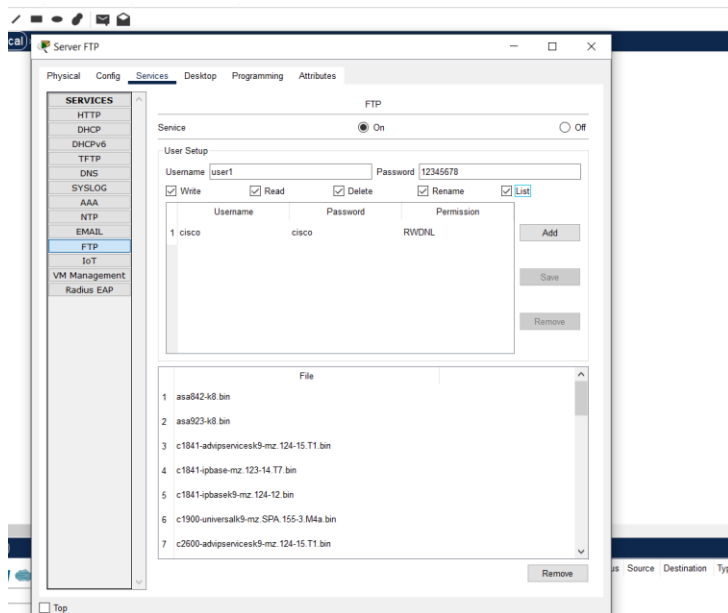 cal)
Server FTP
Physical Config Services Desktop Programming Attributes
SERVICES
HTTP
DHCP
DHCPv6
TFTP
DNS
SYSLOG
AAA
NTP
EMAIL
FTP
IoT
VM Management
Radius EAP
FTP
Service On Off
User Setup
Username user1 Password 12345678
Write Read Delete Rename List
Username Password Permission
1 cisco cisco RWDNL
Add
Save
Remove
File
1 asa842-k8.bin
2 asa923-k8.bin
3 c1841-advipservicesk9-mz.124-15.T1.bin
4 c1841-ipbase-mz.123-14.T7.bin
5 c1841-ipbasek9-mz.124-12.bin
6 c1900-universalk9-mz.SPA.155-3.M4a.bin
7 c2600-advipservicesk9-mz.124-15.T1.bin
Remove
Top
us Source Destination Typ